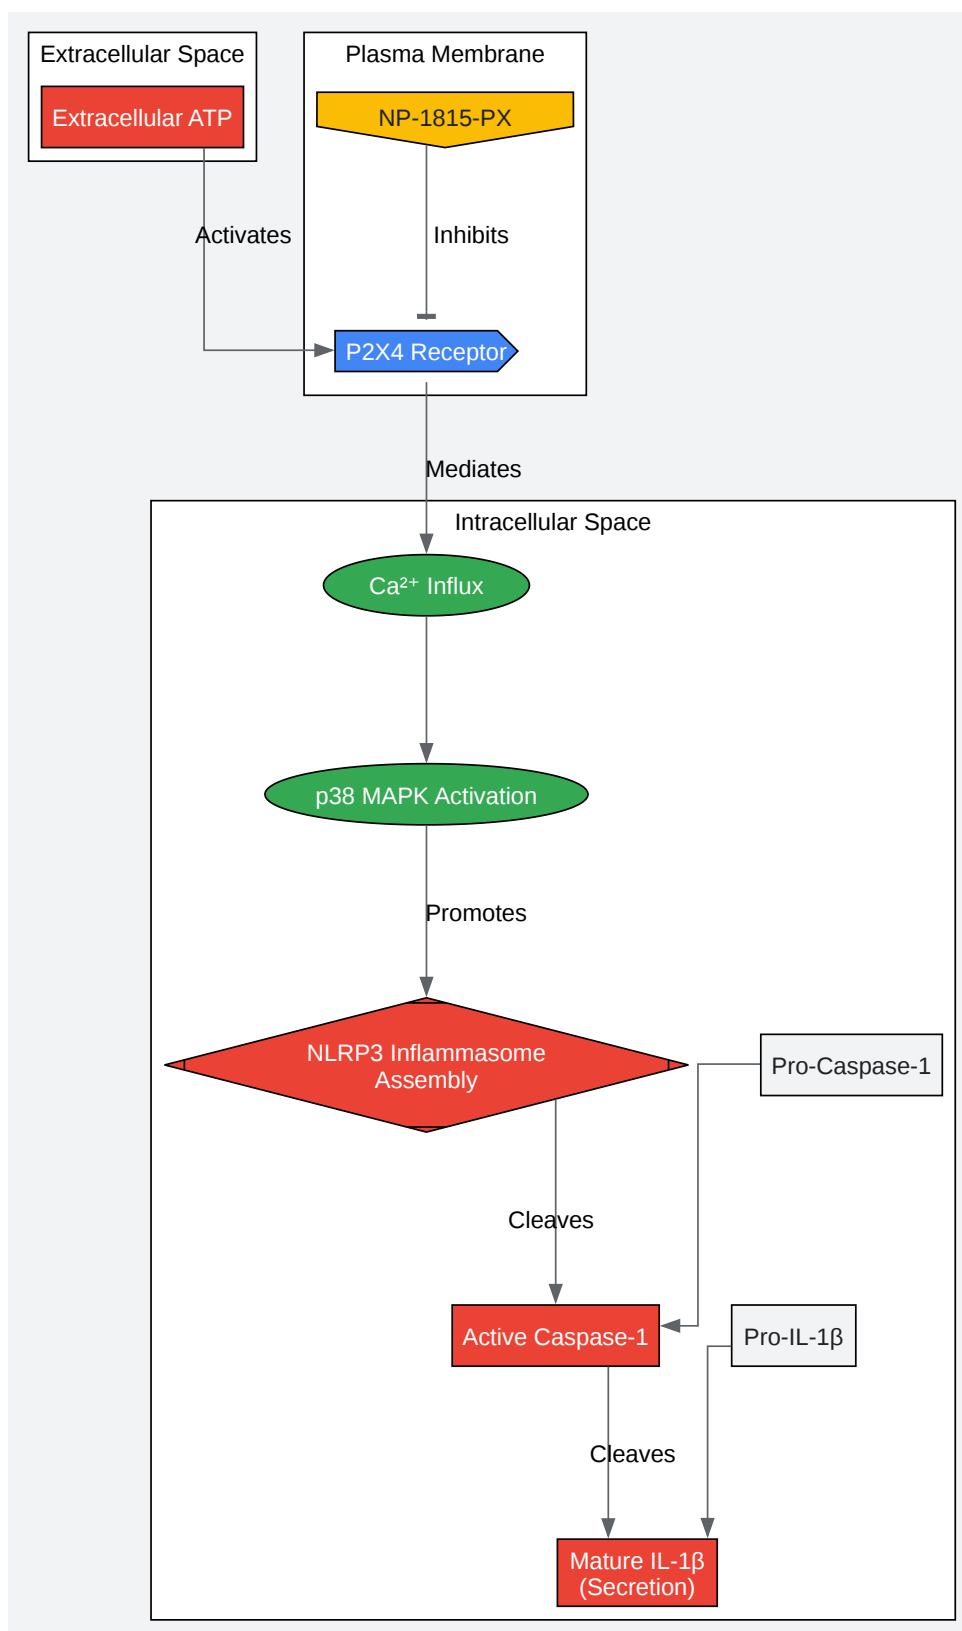 Extracellular Space
Plasma Membrane
Extracellular ATP
NP-1815-PX
Activates
Inhibits
P2X4 Receptor
Mediates
Intracellular Space
Ca²⁺ Influx
p38 MAPK Activation
Promotes
NLRP3 Inflammasome
Assembly
Pro-Caspase-1
Cleaves
Active Caspase-1
Pro-IL-1β
Cleaves
Mature IL-1β
(Secretion)